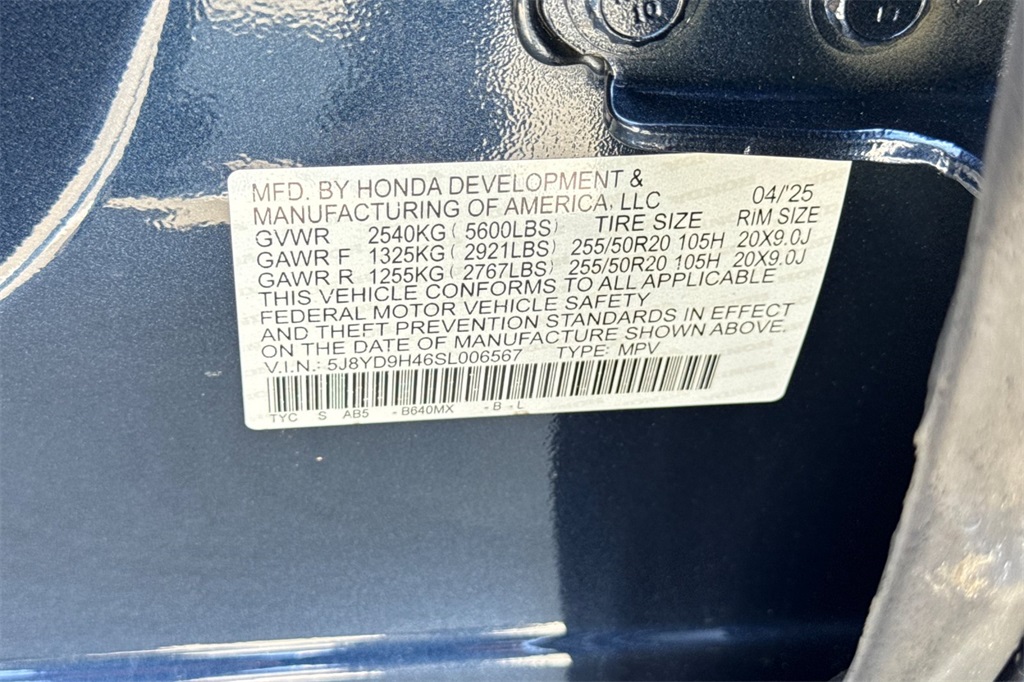 10
11
MFD. BY HONDA DEVELOPMENT &
MANUFACTURING OF AMERICA, LLC 04/'25
GVWR 2540KG ( 5600LBS) TIRE SIZE RIM SIZE
GAWR F 1325KG ( 2921LBS) 255/50R20 105H 20X9.0J
GAWR R 1255KG ( 2767LBS) 255/50R20 105H 20X9.0J
THIS VEHICLE CONFORMS TO ALL APPLICABLE
FEDERAL MOTOR VEHICLE SAFETY
AND THEFT PREVENTION STANDARDS IN EFFECT
ON THE DATE OF MANUFACTURE SHOWN ABOVE.
V.I.N.: 5J8YD9H46SL006567 TYPE: MPV
TYC S AB5 - B640MX - B - L